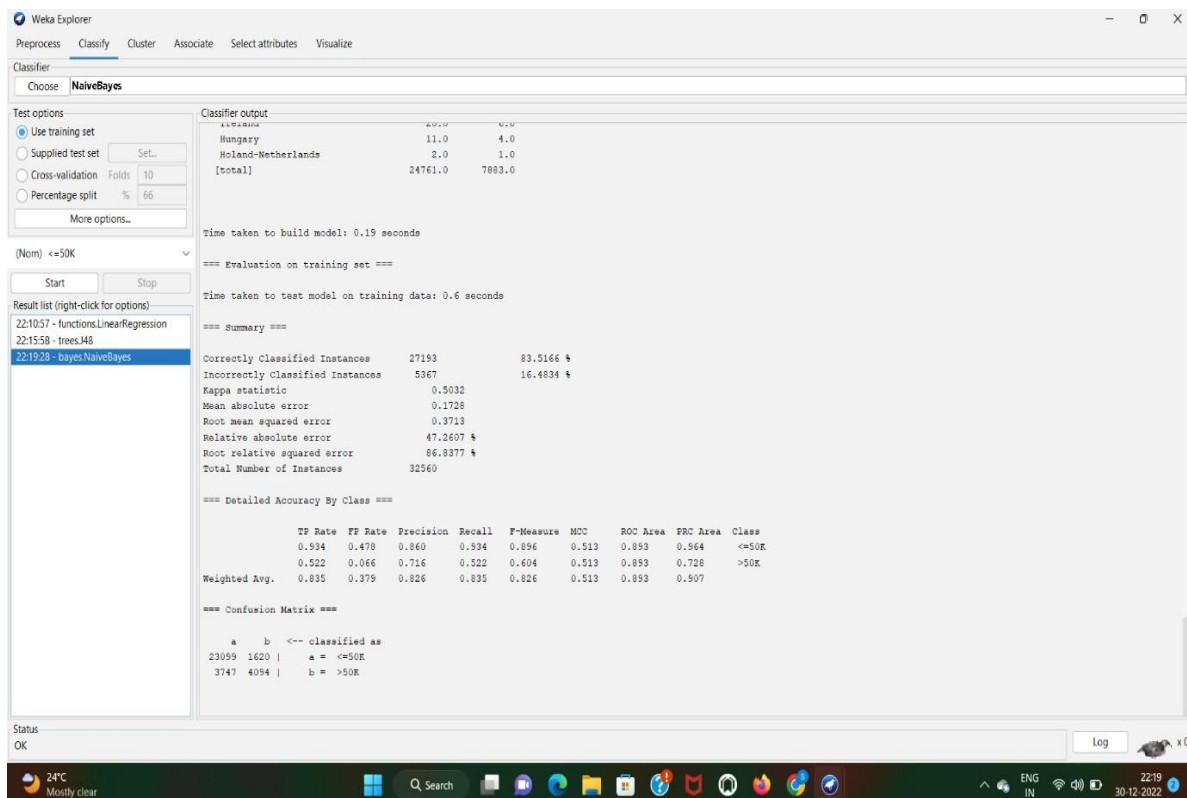 Weka Explorer
Preprocess Classify Cluster Associate Select attributes Visualize
Classifier
Choose NaiveBayes
Test options
Use training set
Supplied test set Set...
Cross-validation Folds 10
Percentage split % 66
More options...
(Nom) <=50K
Start Stop
Result list (right-click for options)
22:10:57 - functions.LinearRegression
22:15:58 - trees.J48
22:19:28 - bayes.NaiveBayes
Classifier output
Hungary 11.0 4.0
Holand-Netherlands 2.0 1.0
[total] 24761.0 7883.0
Time taken to build model: 0.19 seconds
=== Evaluation on training set ===
Time taken to test model on training data: 0.6 seconds
=== Summary ===
Correctly Classified Instances 27193 83.5166 %
Incorrectly Classified Instances 5367 16.4834 %
Kappa statistic 0.5032
Mean absolute error 0.1728
Root mean squared error 0.3713
Relative absolute error 47.2607 %
Root relative squared error 86.8377 %
Total Number of Instances 32560
=== Detailed Accuracy By Class ===
TP Rate FP Rate Precision Recall F-Measure MCC ROC Area PRC Area Class
0.934 0.478 0.860 0.934 0.896 0.513 0.893 0.964 <=50K
0.522 0.066 0.716 0.522 0.604 0.513 0.893 0.728 >50K
Weighted Avg. 0.835 0.379 0.826 0.835 0.826 0.513 0.893 0.907
=== Confusion Matrix ===
a b <-- classified as
23099 1620 | a = <=50K
3747 4094 | b = >50K
Status
OK
Log
x 0
24°C
Mostly clear
Search
ENG
IN
22:19
30-12-2022
2